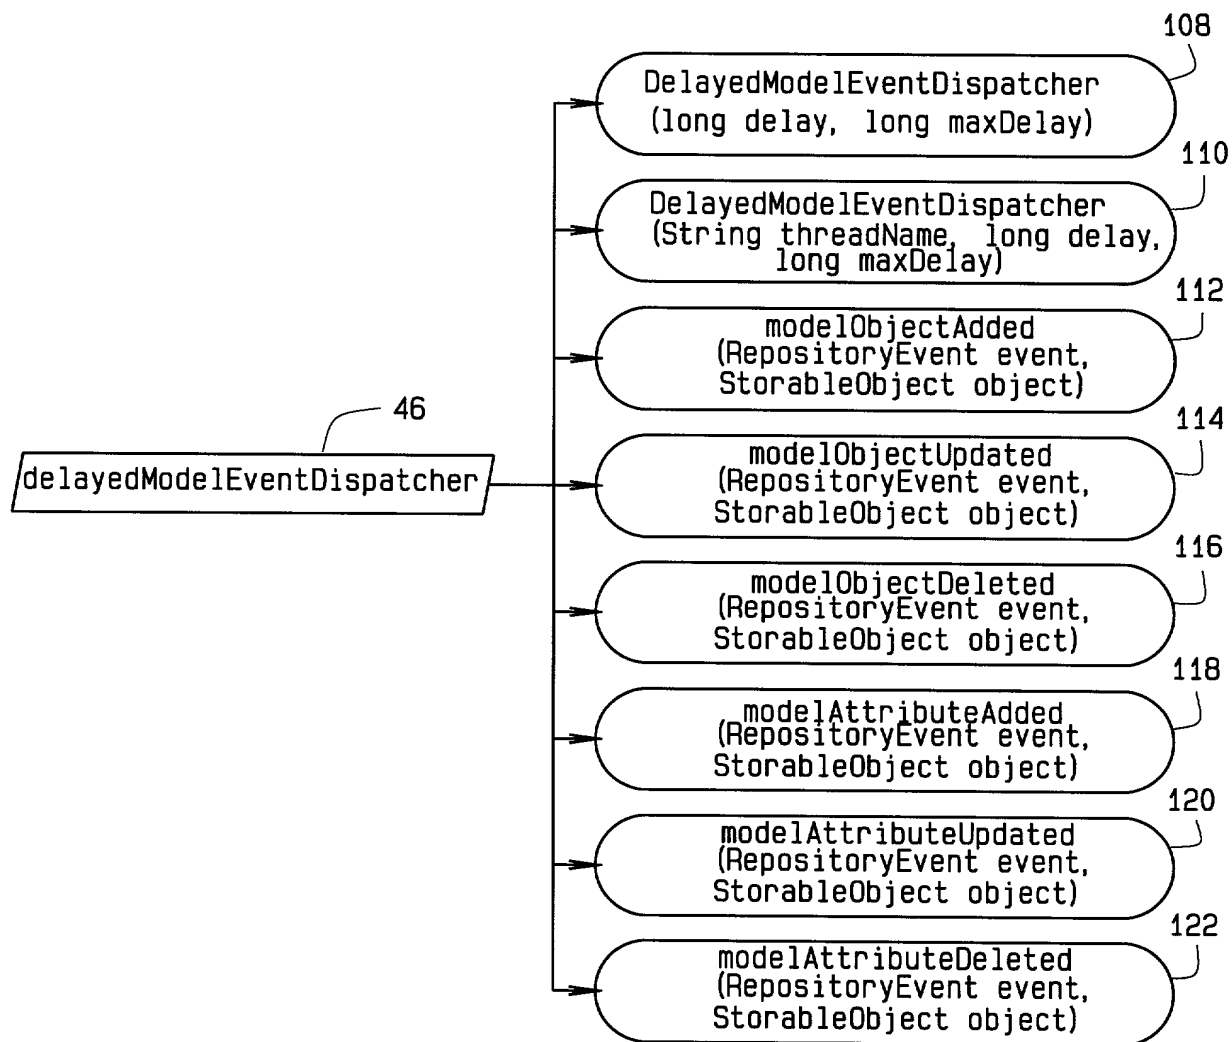 108
DelayedModelEventDispatcher
(long delay, long maxDelay)
110
DelayedModelEventDispatcher
(String threadName, long delay,
long maxDelay)
112
modelObjectAdded
(RepositoryEvent event,
StorableObject object)
46
delayedModelEventDispatcher
114
modelObjectUpdated
(RepositoryEvent event,
StorableObject object)
116
modelObjectDeleted
(RepositoryEvent event,
StorableObject object)
118
modelAttributeAdded
(RepositoryEvent event,
StorableObject object)
120
modelAttributeUpdated
(RepositoryEvent event,
StorableObject object)
122
modelAttributeDeleted
(RepositoryEvent event,
StorableObject object)